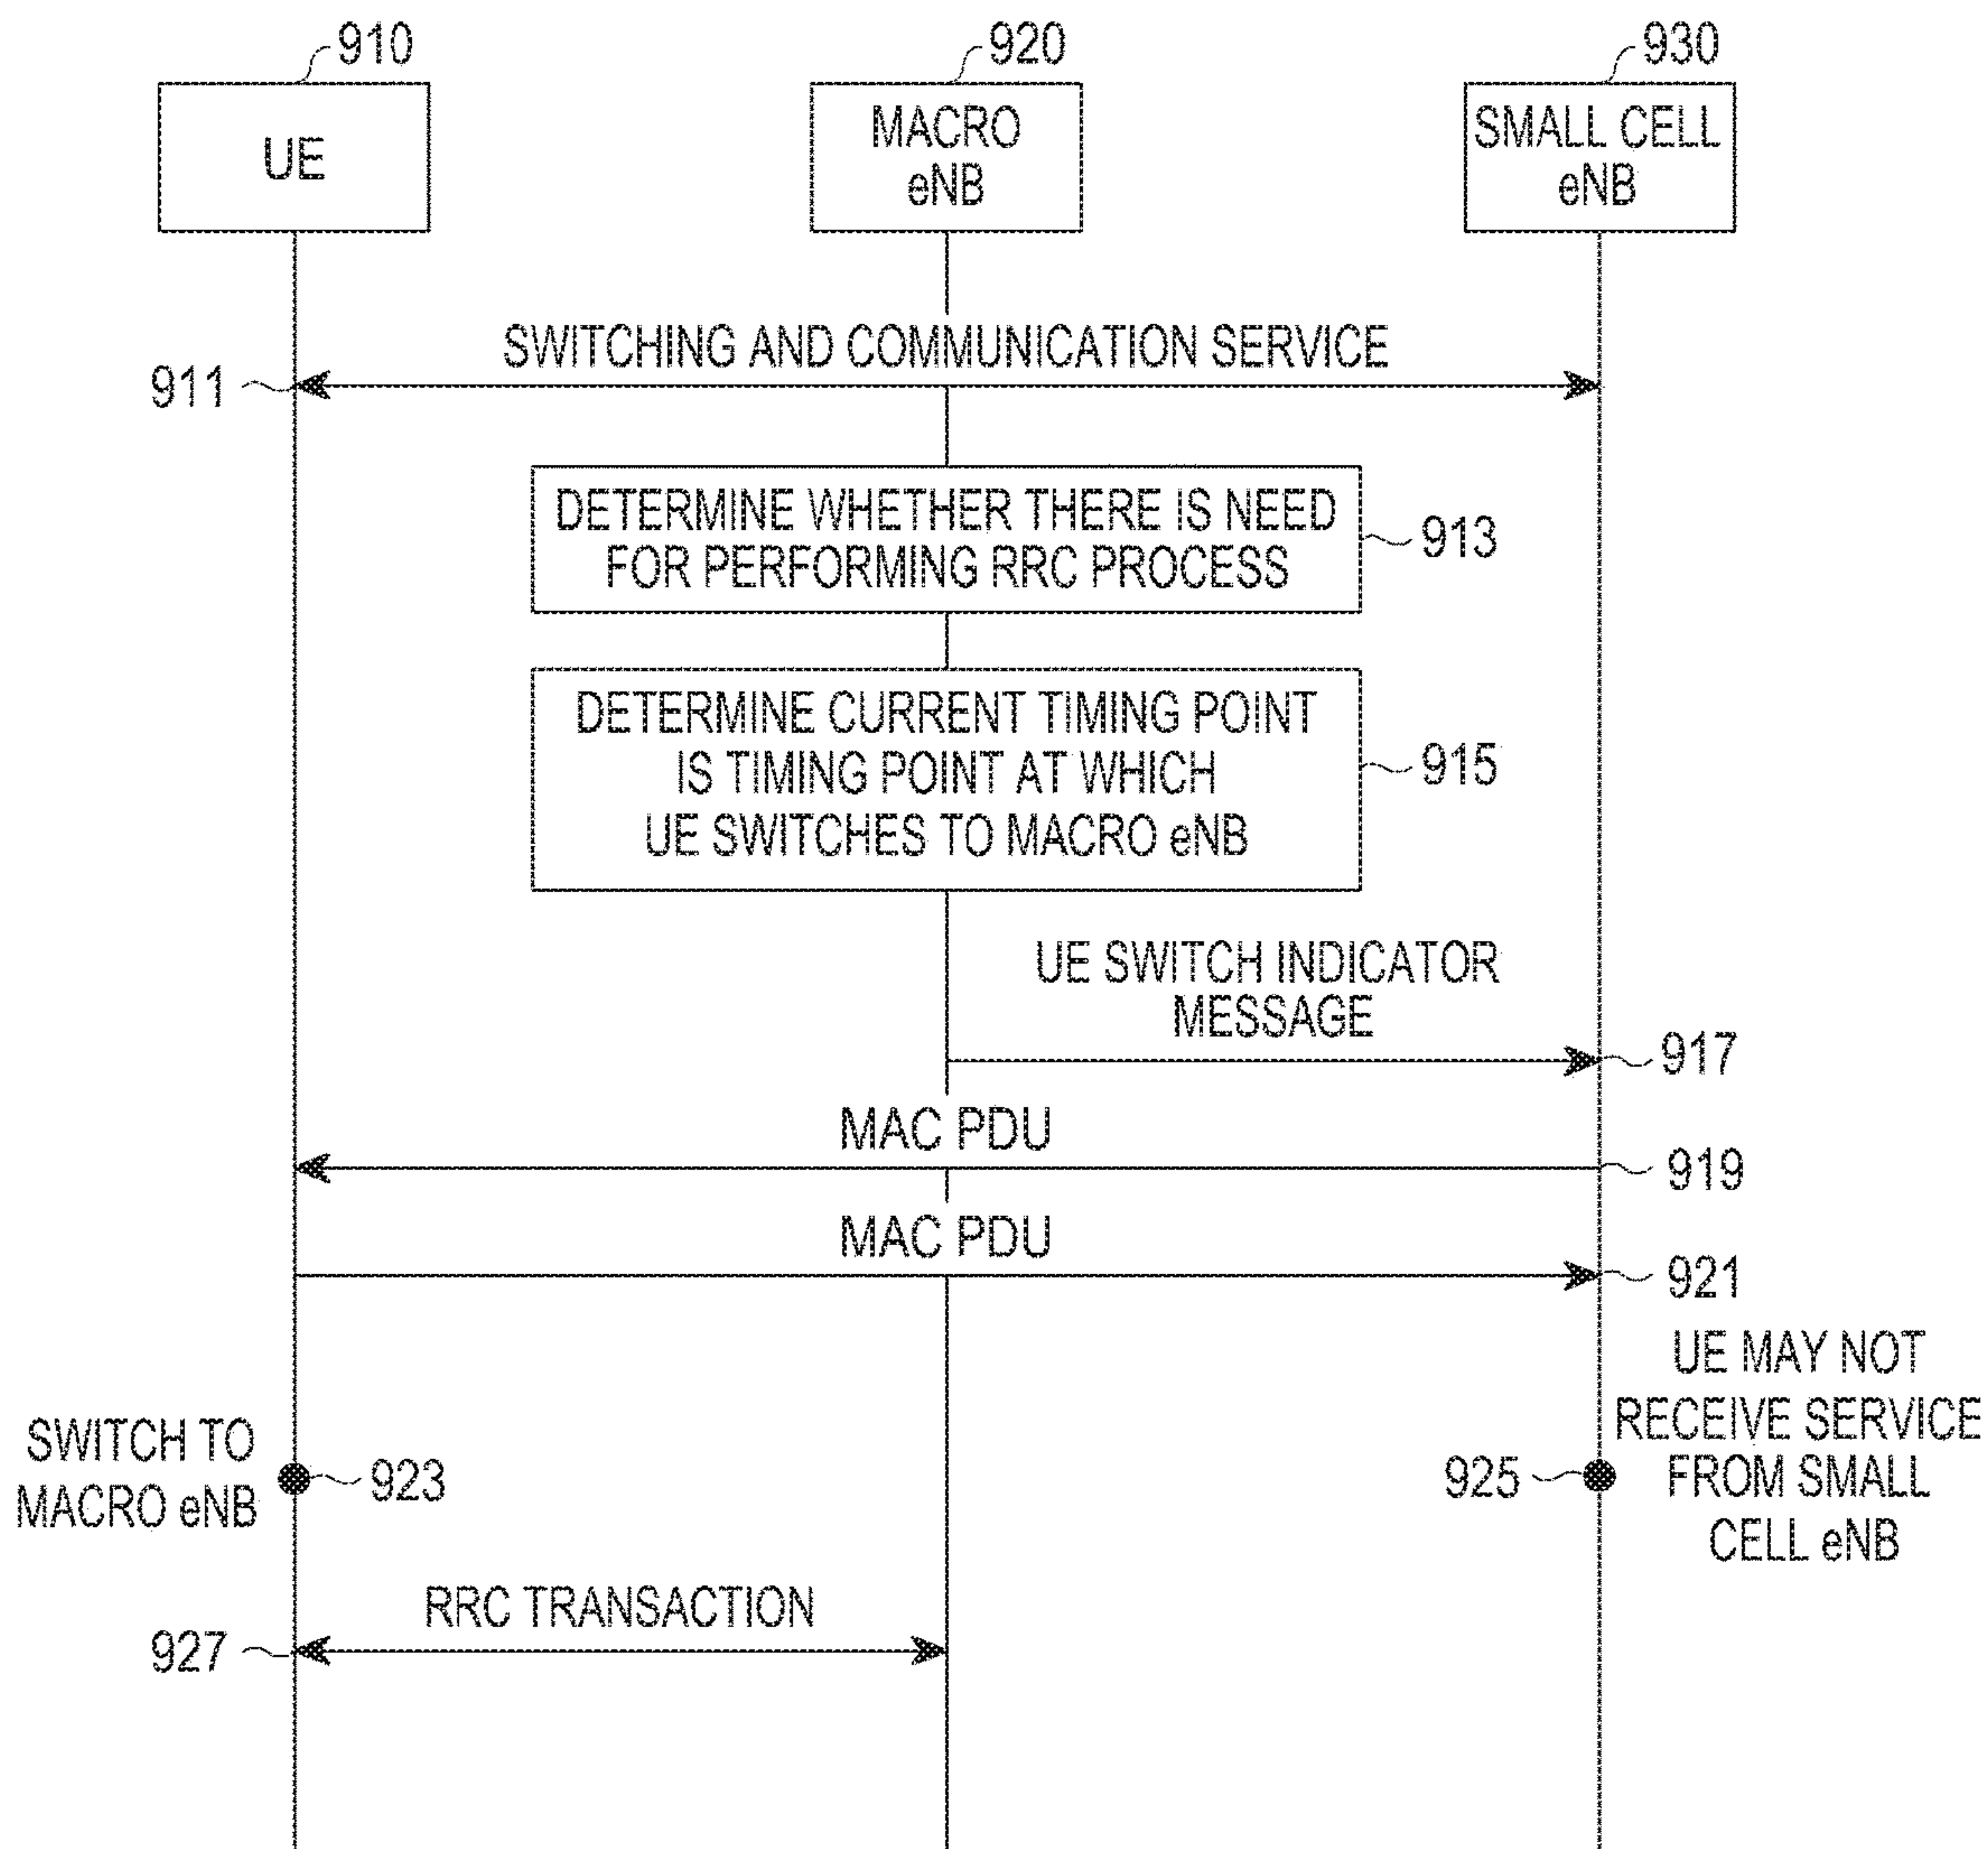 910
920
930
UE
MACRO
eNB
SMALL CELL
eNB
SWITCHING AND COMMUNICATION SERVICE
911
DETERMINE WHETHER THERE IS NEED
FOR PERFORMING RRC PROCESS
913
DETERMINE CURRENT TIMING POINT
IS TIMING POINT AT WHICH
UE SWITCHES TO MACRO eNB
915
UE SWITCH INDICATOR
MESSAGE
917
MAC PDU
919
MAC PDU
921
SWITCH TO
MACRO eNB
923
925
UE MAY NOT
RECEIVE SERVICE
FROM SMALL
CELL eNB
RRC TRANSACTION
927